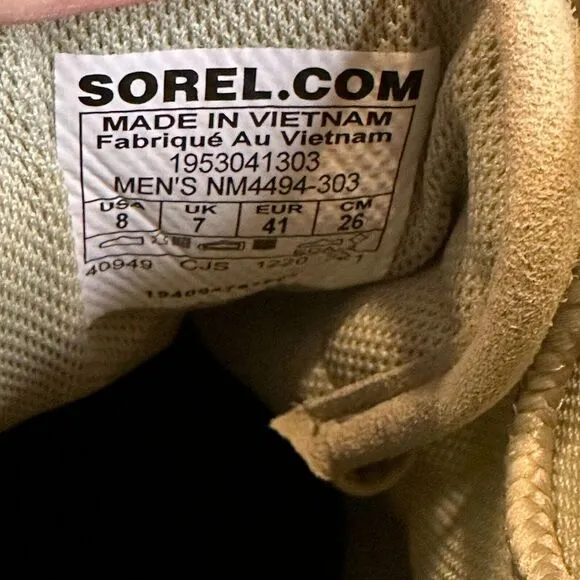 SOREL.COM
MADE IN VIETNAM
Fabriqué Au Vietnam
1953041303
MEN'S NM4494-303
USA UK EUR CM
8 7 41 26
40949 CJS 1220